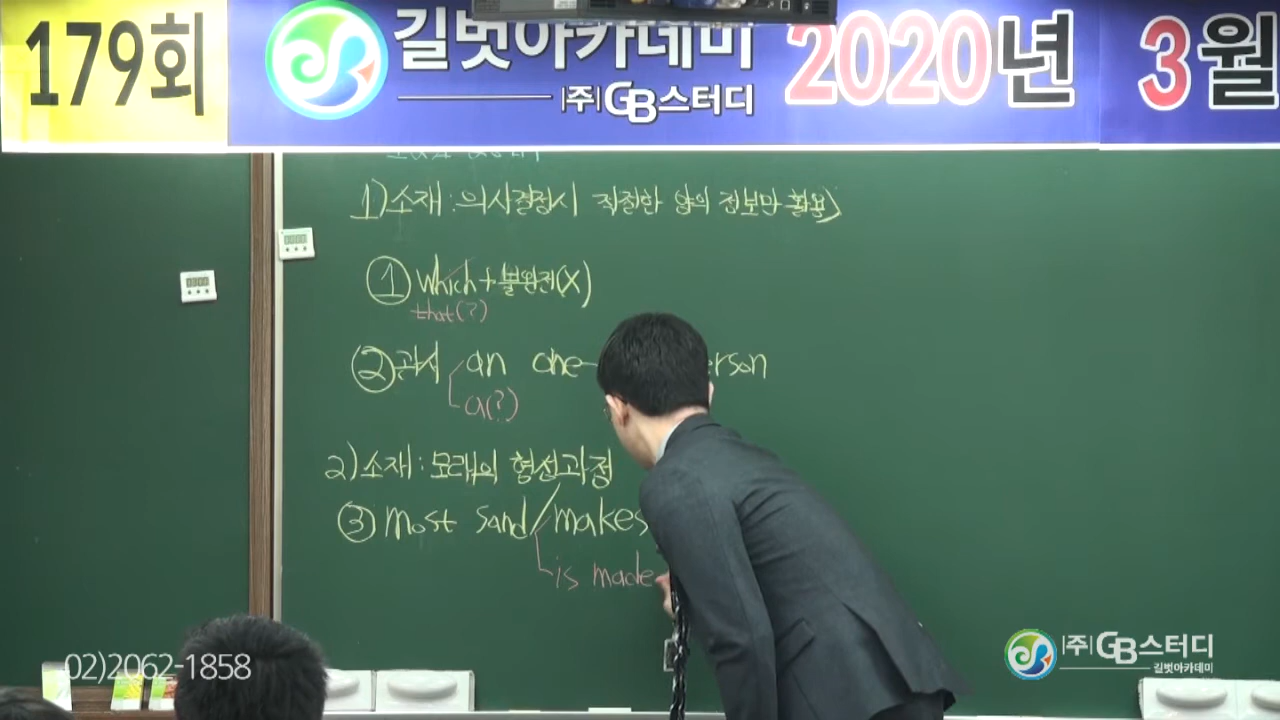 179회
길벗아카데미
(주)GB스터디
2020년 3월
1) 소재 : 의사결정시 적절한 양의 정보만 활용
① which + 불완전(X)
that(?)
② 관사 an one- erson
a(?)
2) 소재 : 모래의 형성과정
③ most sand / makes
is made
02)2062-1858
(주)GB스터디
길벗아카데미